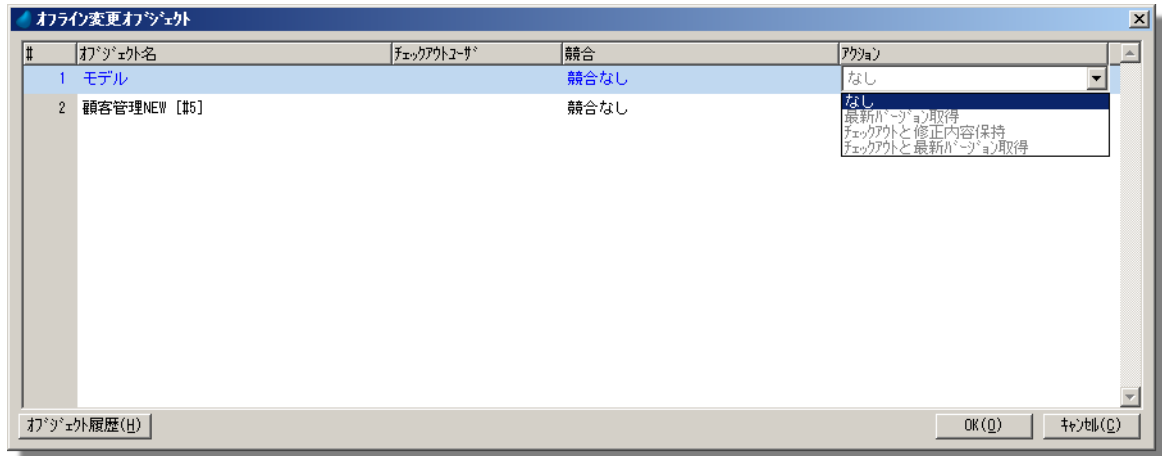 ｵﾌﾗｲﾝ変更ｵﾌﾞｼﾞｪｸﾄ
# ｵﾌﾞｼﾞｪｸﾄ名 ﾁｪｯｸｱｳﾄﾕｰｻﾞ 競合 ｱｸｼｮﾝ
1 モデル 競合なし なし
2 顧客管理NEW [#5] 競合なし
なし
最新ﾊﾞｰｼﾞｮﾝ取得
ﾁｪｯｸｱｳﾄと修正内容保持
ﾁｪｯｸｱｳﾄと最新ﾊﾞｰｼﾞｮﾝ取得
ｵﾌﾞｼﾞｪｸﾄ履歴(H) OK(O) ｷｬﾝｾﾙ(C)